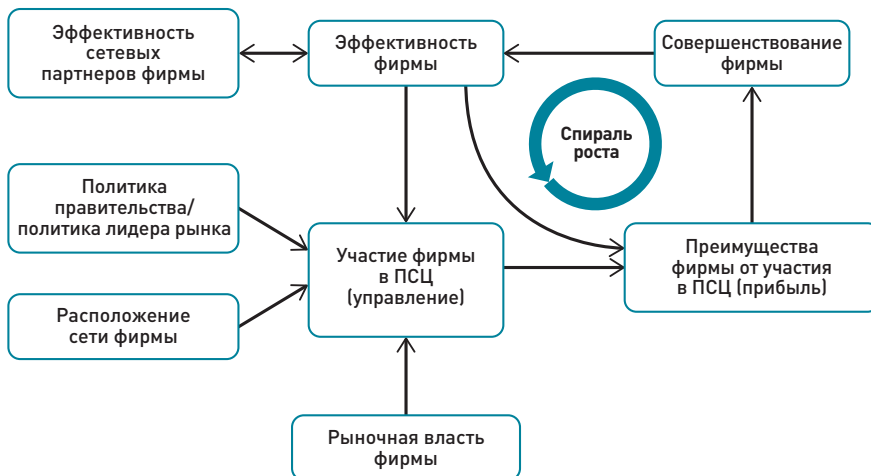 Эффективность
сетевых
партнеров фирмы
Эффективность
фирмы
Совершенствование
фирмы
Спираль
роста
Политика
правительства/
политика лидера рынка
Участие фирмы
в ПСЦ
(управление)
Преимущества
фирмы от участия
в ПСЦ (прибыль)
Расположение
сети фирмы
Рыночная власть
фирмы